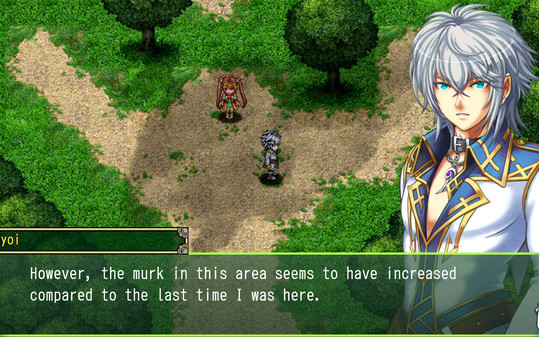 yoi
However, the murk in this area seems to have increased
compared to the last time I was here.